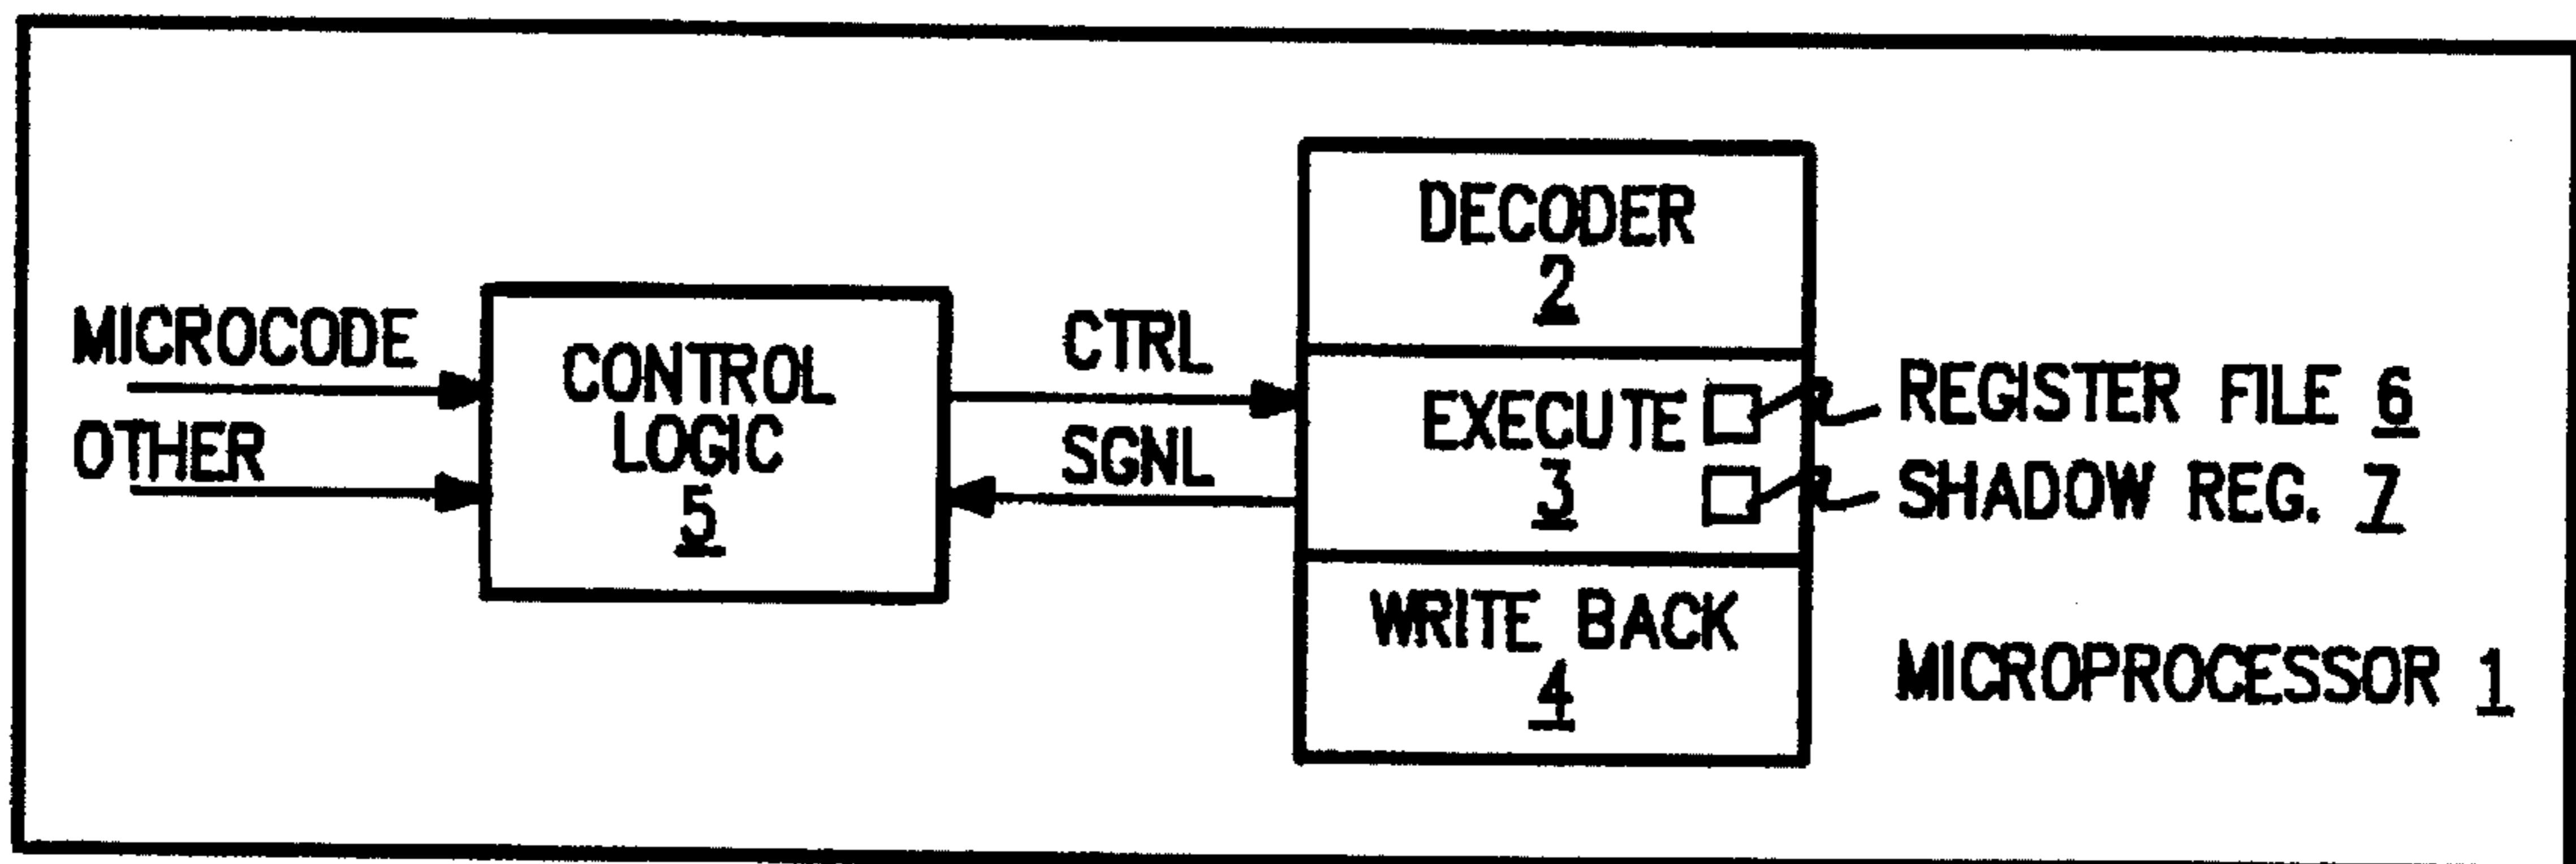 MICROCODE
OTHER
CONTROL
LOGIC
5
CTRL
SGNL
DECODER
2
EXECUTE
3
WRITE BACK
4
REGISTER FILE 6
SHADOW REG. 7
MICROPROCESSOR 1